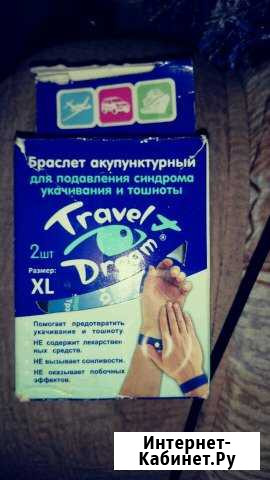 Браслет акупунктурный
для подавления синдрома
укачивания и тошноты
Travel
Dream®
2шт
Размер:
XL
Помогает предотвратить
укачивание и тошноту.
НЕ содержит лекарствен-
ных средств.
НЕ вызывает сонливости.
НЕ оказывает побочных
эффектов.
Интернет-
Кабинет.Ру